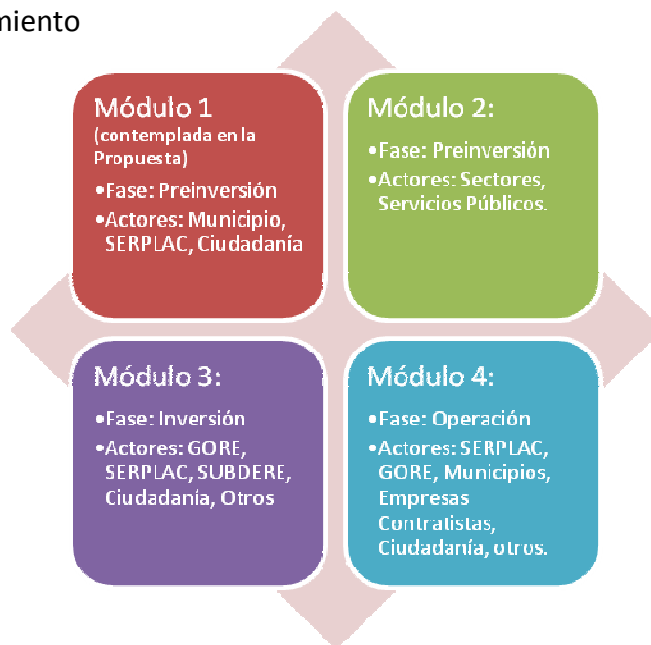 miento
Módulo 1
(contemplada en la
Propuesta)
•Fase: Preinversión
•Actores: Municipio,
SERPLAC, Ciudadanía
Módulo 2:
•Fase: Preinversión
•Actores: Sectores,
Servicios Públicos.
Módulo 3:
•Fase: Inversión
•Actores: GORE,
SERPLAC, SUBDERE,
Ciudadanía, Otros
Módulo 4:
•Fase: Operación
•Actores: SERPLAC,
GORE, Municipios,
Empresas
Contratistas,
Ciudadanía, otros.